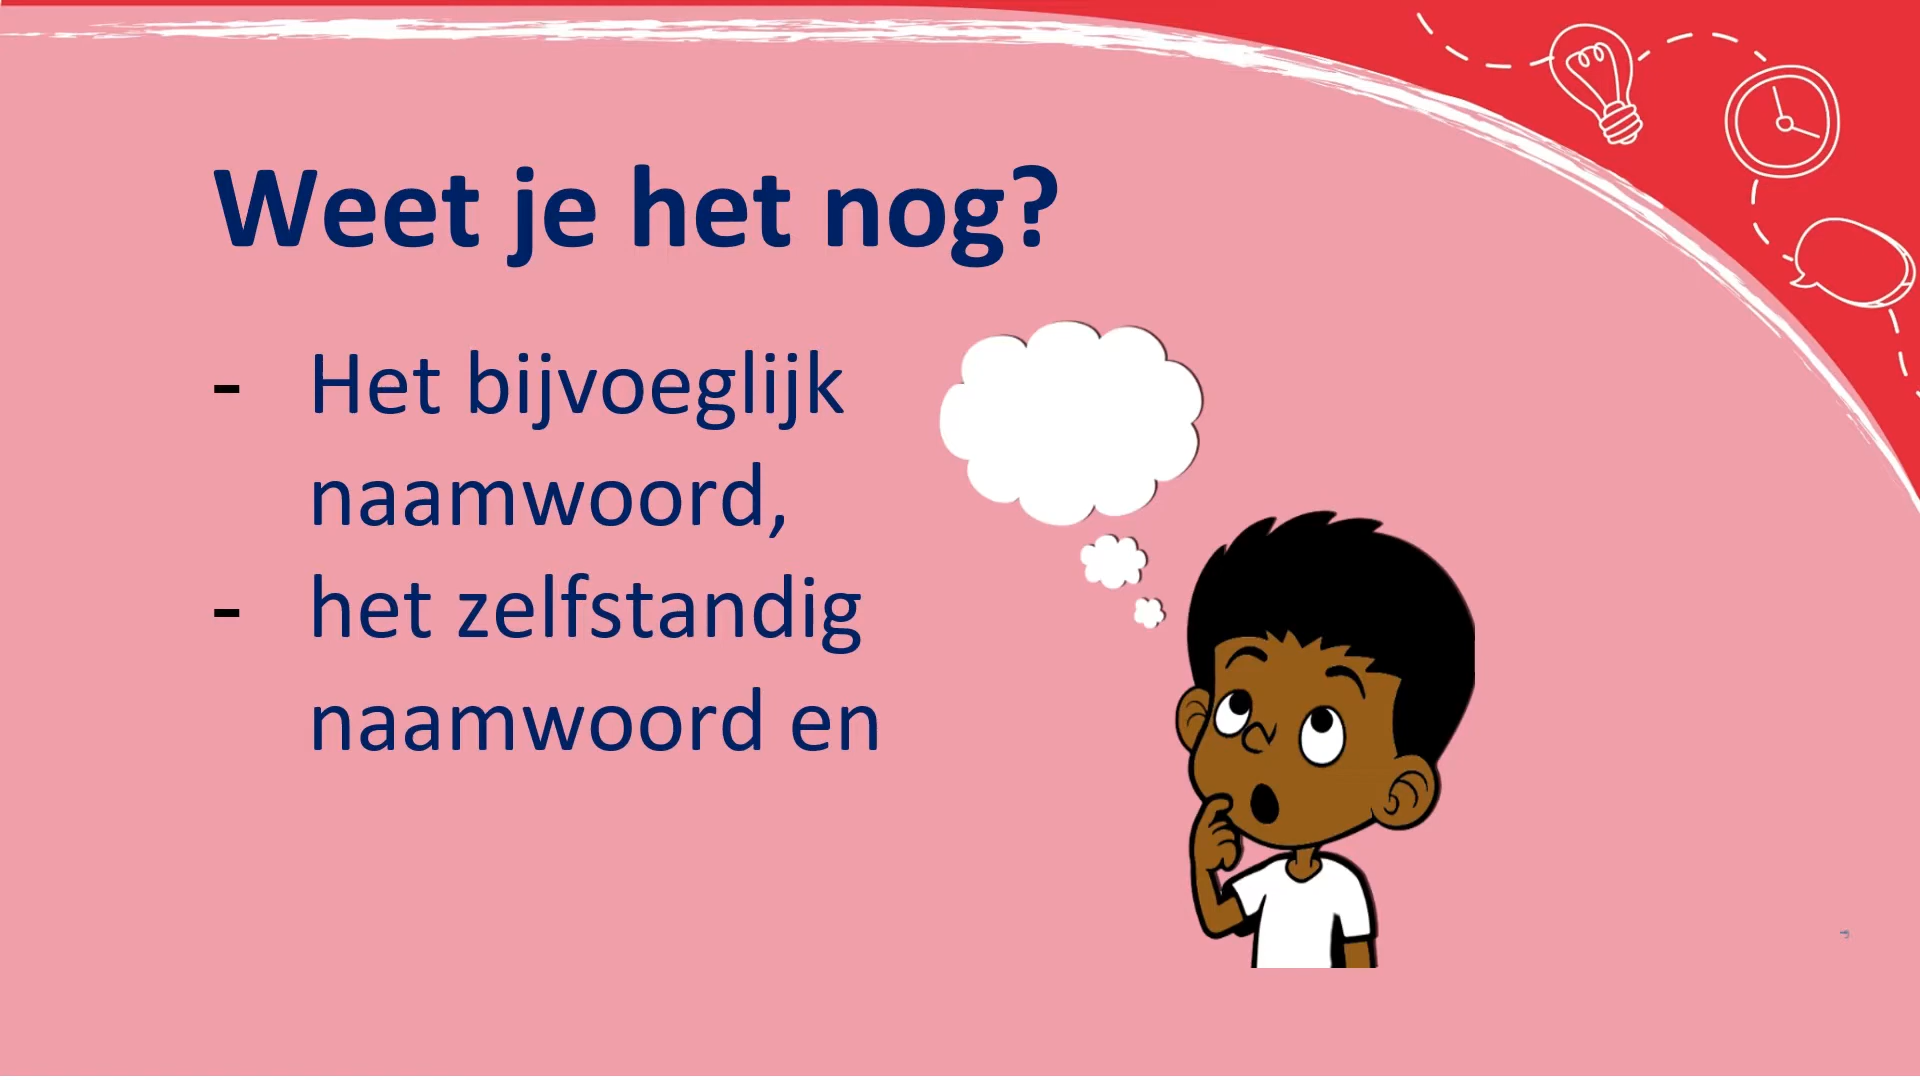 Weet je het nog?
- Het bijvoeglijk
naamwoord,
- het zelfstandig
naamwoord en